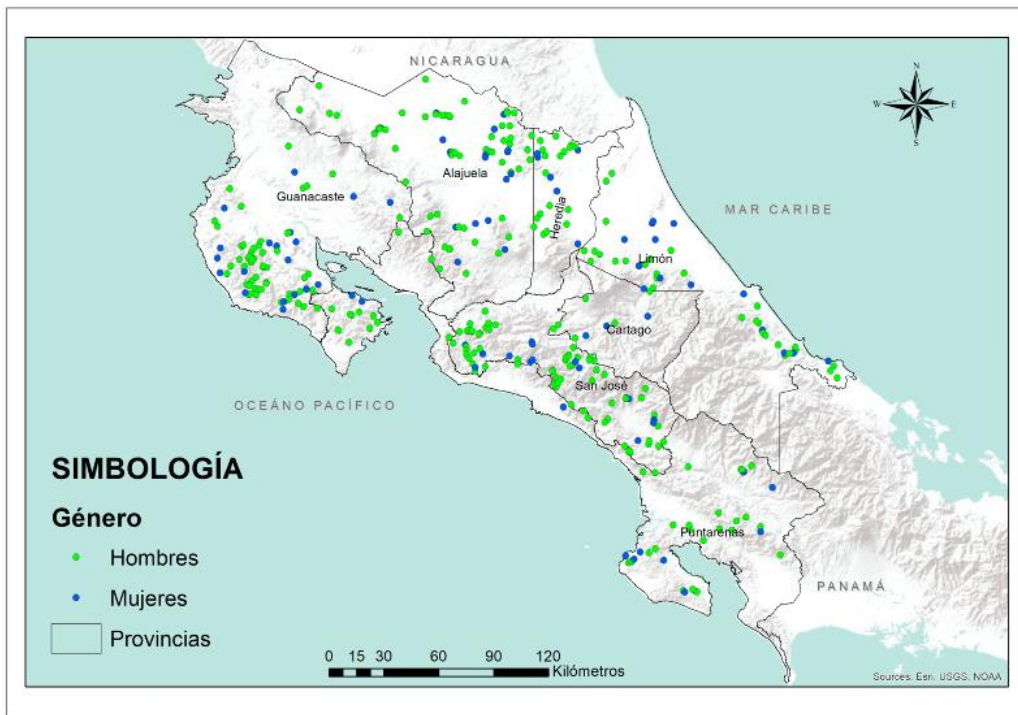 NICARAGUA
N
W E
S
Alajuela
Guanacaste
Heredia
MAR CARIBE
Limón
Cartago
San José
OCEÁNO PACÍFICO
SIMBOLOGÍA
Género
Hombres
Mujeres
Provincias
Puntarenas
PANAMÁ
0 15 30 60 90 120
Kilómetros
Sources: Esri, USGS, NOAA